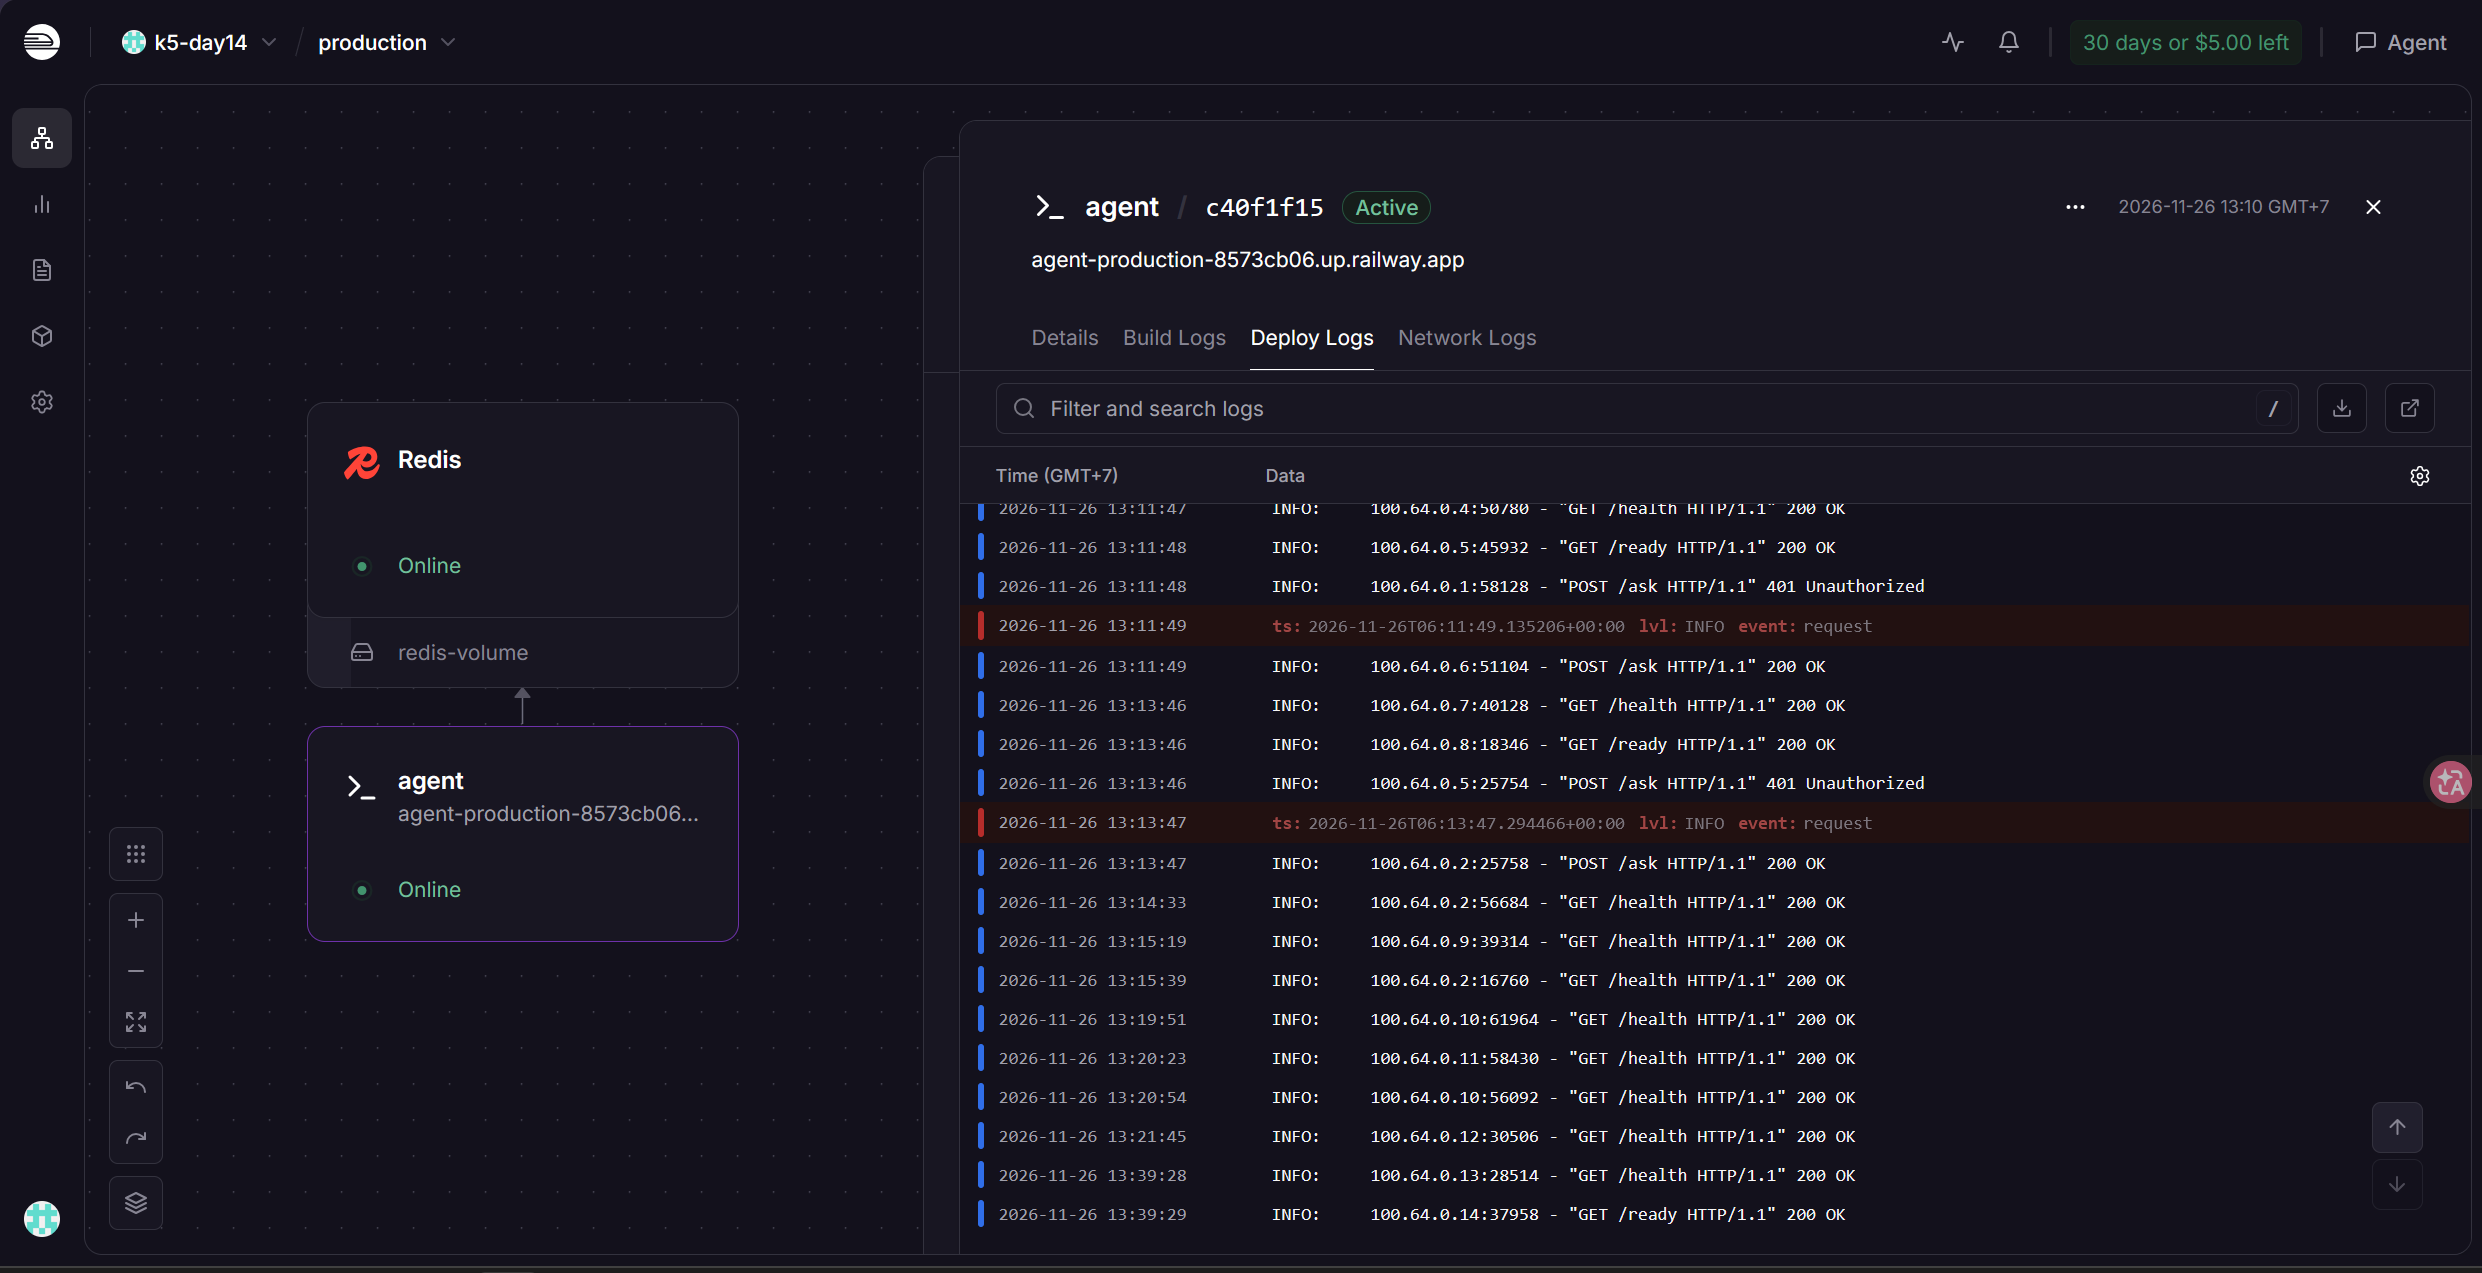 k5-day14 / production
30 days or $5.00 left
Agent
Redis
Online
redis-volume
agent
agent-production-8573cb06...
Online
agent / c40f1f15 Active
2026-11-26 13:10 GMT+7
agent-production-8573cb06.up.railway.app
Details Build Logs Deploy Logs Network Logs
Filter and search logs /
Time (GMT+7) Data
2026-11-26 13:11:47 INFO: 100.64.0.4:50780 - "GET /health HTTP/1.1" 200 OK
2026-11-26 13:11:48 INFO: 100.64.0.5:45932 - "GET /ready HTTP/1.1" 200 OK
2026-11-26 13:11:48 INFO: 100.64.0.1:58128 - "POST /ask HTTP/1.1" 401 Unauthorized
2026-11-26 13:11:49 ts: 2026-11-26T06:11:49.135206+00:00 lvl: INFO event: request
2026-11-26 13:11:49 INFO: 100.64.0.6:51104 - "POST /ask HTTP/1.1" 200 OK
2026-11-26 13:13:46 INFO: 100.64.0.7:40128 - "GET /health HTTP/1.1" 200 OK
2026-11-26 13:13:46 INFO: 100.64.0.8:18346 - "GET /ready HTTP/1.1" 200 OK
2026-11-26 13:13:46 INFO: 100.64.0.5:25754 - "POST /ask HTTP/1.1" 401 Unauthorized
2026-11-26 13:13:47 ts: 2026-11-26T06:13:47.294466+00:00 lvl: INFO event: request
2026-11-26 13:13:47 INFO: 100.64.0.2:25758 - "POST /ask HTTP/1.1" 200 OK
2026-11-26 13:14:33 INFO: 100.64.0.2:56684 - "GET /health HTTP/1.1" 200 OK
2026-11-26 13:15:19 INFO: 100.64.0.9:39314 - "GET /health HTTP/1.1" 200 OK
2026-11-26 13:15:39 INFO: 100.64.0.2:16760 - "GET /health HTTP/1.1" 200 OK
2026-11-26 13:19:51 INFO: 100.64.0.10:61964 - "GET /health HTTP/1.1" 200 OK
2026-11-26 13:20:23 INFO: 100.64.0.11:58430 - "GET /health HTTP/1.1" 200 OK
2026-11-26 13:20:54 INFO: 100.64.0.10:56092 - "GET /health HTTP/1.1" 200 OK
2026-11-26 13:21:45 INFO: 100.64.0.12:30506 - "GET /health HTTP/1.1" 200 OK
2026-11-26 13:39:28 INFO: 100.64.0.13:28514 - "GET /health HTTP/1.1" 200 OK
2026-11-26 13:39:29 INFO: 100.64.0.14:37958 - "GET /ready HTTP/1.1" 200 OK